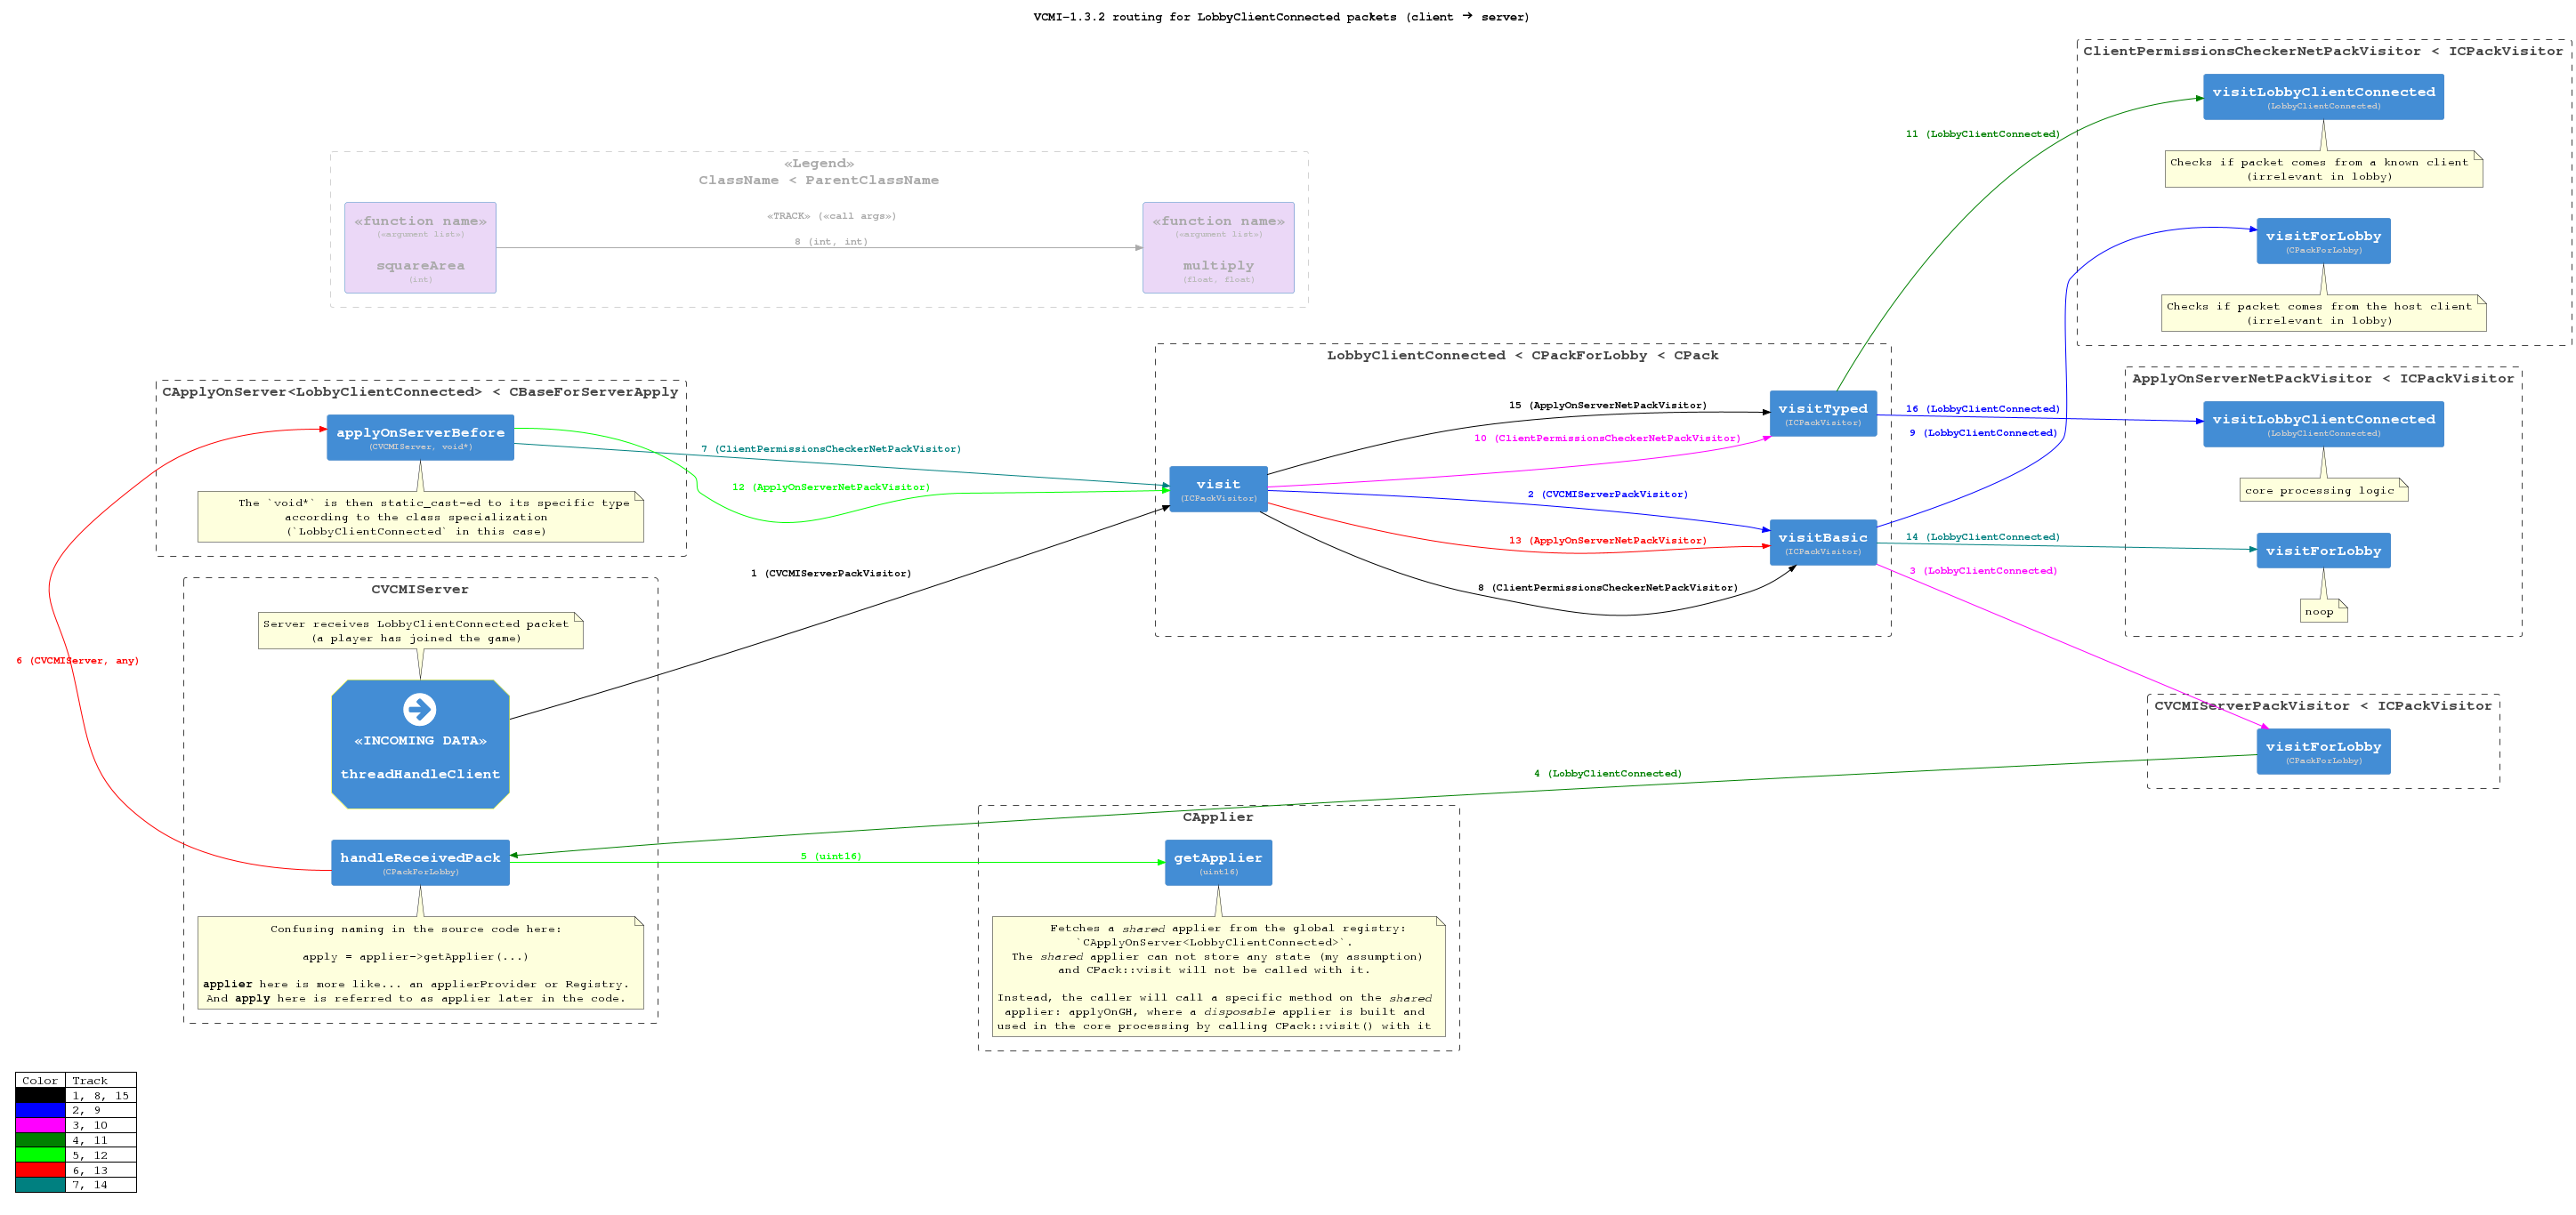 VCMI-1.3.2 routing for LobbyClientConnected packets (client → server)
ClientPermissionsCheckerNetPackVisitor < ICPackVisitor
visitLobbyClientConnected
(LobbyClientConnected)
Checks if packet comes from a known client
(irrelevant in lobby)
visitForLobby
(CPackForLobby)
Checks if packet comes from the host client
(irrelevant in lobby)
11 (LobbyClientConnected)
«Legend»
ClassName < ParentClassName
«function name»
(«argument list»)
squareArea
(int)
«TRACK» («call args»)
8 (int, int)
«function name»
(«argument list»)
multiply
(float, float)
LobbyClientConnected < CPackForLobby < CPack
visit
(ICPackVisitor)
15 (ApplyOnServerNetPackVisitor)
10 (ClientPermissionsCheckerNetPackVisitor)
2 (CVCMIServerPackVisitor)
13 (ApplyOnServerNetPackVisitor)
8 (ClientPermissionsCheckerNetPackVisitor)
visitTyped
(ICPackVisitor)
visitBasic
(ICPackVisitor)
16 (LobbyClientConnected)
9 (LobbyClientConnected)
14 (LobbyClientConnected)
3 (LobbyClientConnected)
ApplyOnServerNetPackVisitor < ICPackVisitor
visitLobbyClientConnected
(LobbyClientConnected)
core processing logic
visitForLobby
(CPackForLobby)
noop
CApplyOnServer<LobbyClientConnected> < CBaseForServerApply
applyOnServerBefore
(CVCMIServer, void*)
The `void*` is then static_cast-ed to its specific type
according to the class specialization
(`LobbyClientConnected` in this case)
7 (ClientPermissionsCheckerNetPackVisitor)
12 (ApplyOnServerNetPackVisitor)
1 (CVCMIServerPackVisitor)
6 (CVCMIServer, any)
CVCMIServer
Server receives LobbyClientConnected packet
(a player has joined the game)
«INCOMING DATA»
threadHandleClient
handleReceivedPack
(CPackForLobby)
Confusing naming in the source code here:
apply = applier->getApplier(...)
applier here is more like... an applierProvider or Registry.
And apply here is referred to as applier later in the code.
CVCMIServerPackVisitor < ICPackVisitor
visitForLobby
(CPackForLobby)
4 (LobbyClientConnected)
5 (uint16)
CApplier
getApplier
(uint16)
Fetches a shared applier from the global registry:
`CApplyOnServer<LobbyClientConnected>`.
The shared applier can not store any state (my assumption)
and CPack::visit will not be called with it.
Instead, the caller will call a specific method on the shared
applier: applyOnGH, where a disposable applier is built and
used in the core processing by calling CPack::visit() with it
Color Track
1, 8, 15
2, 9
3, 10
4, 11
5, 12
6, 13
7, 14